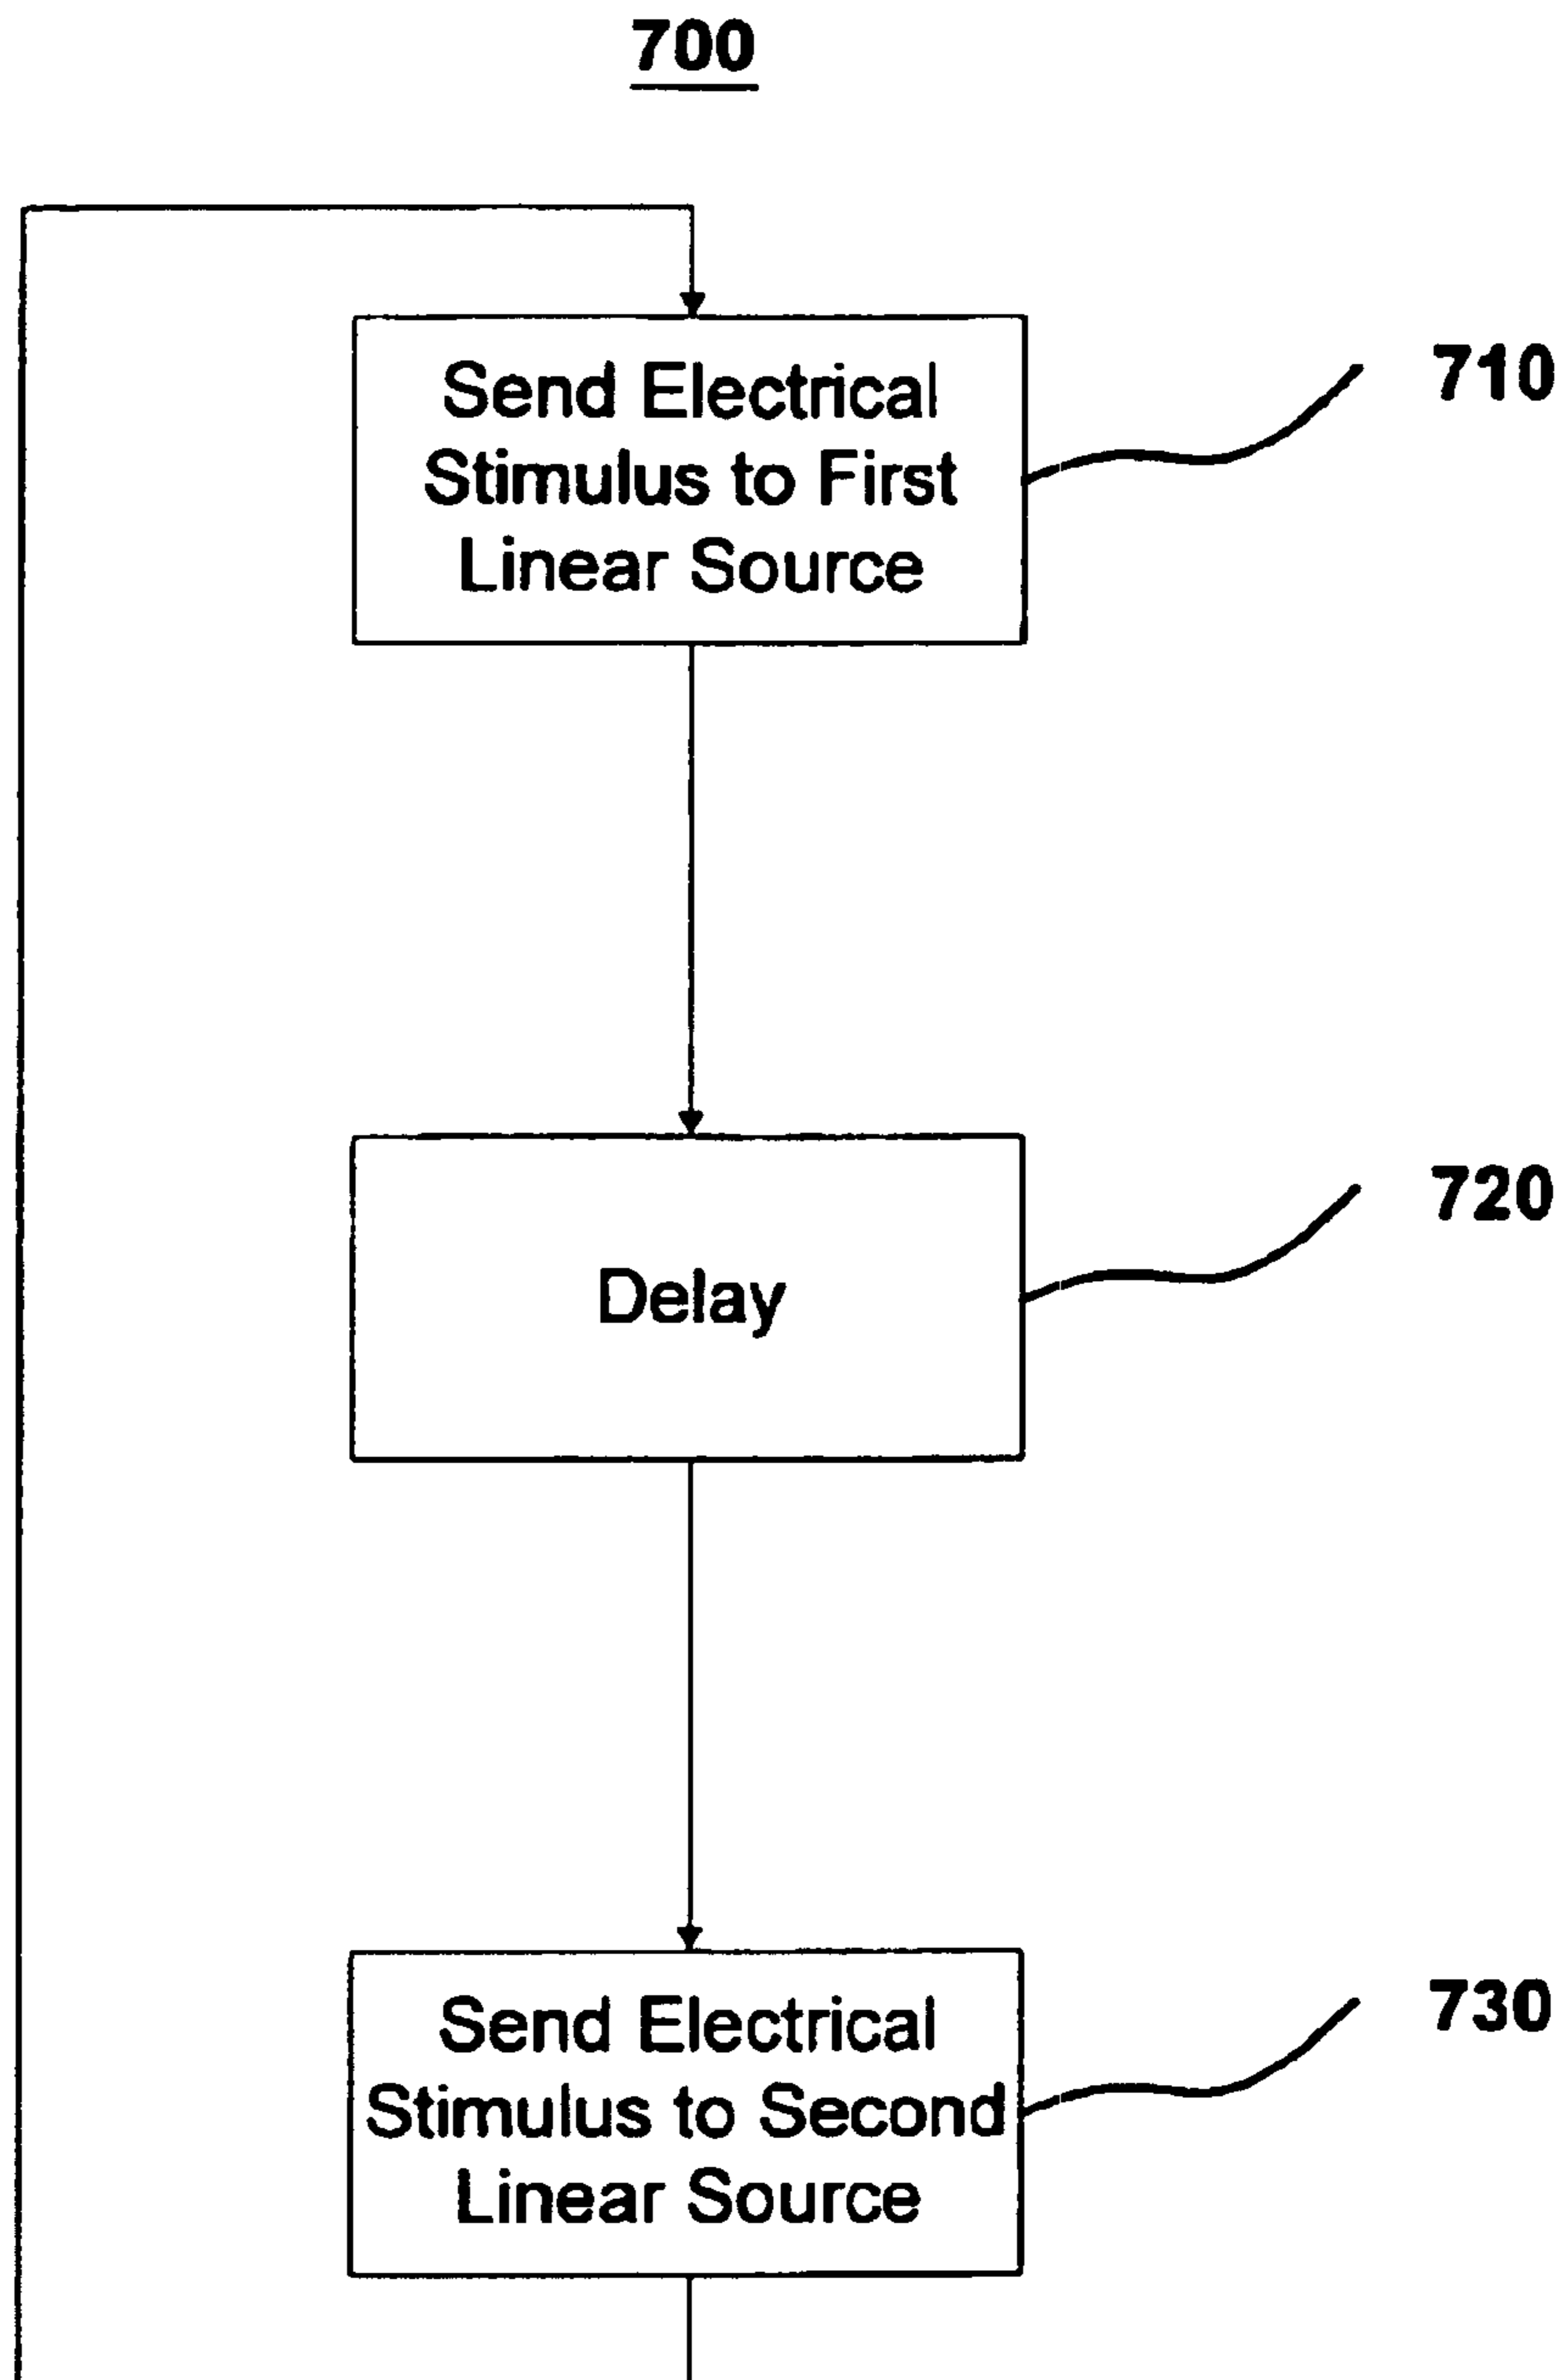 700
Send Electrical
Stimulus to First
Linear Source
710
Delay
720
Send Electrical
Stimulus to Second
Linear Source
730